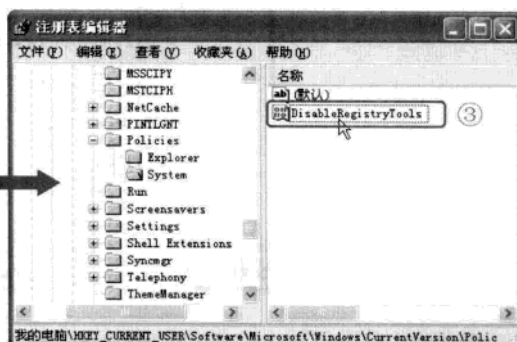 注册表编辑器
文件(F) 编辑(E) 查看(V) 收藏夹(A) 帮助(H)
MSSCIPY
MSTCIPH
NetCache
PINTLGNT
Policies
Explorer
System
Run
Screensavers
Settings
Shell Extensions
Syncmgr
Telephony
ThemeManager
名称
ab (默认)
DisableRegistryTools
③
我的电脑\HKEY_CURRENT_USER\Software\Microsoft\Windows\CurrentVersion\Polic